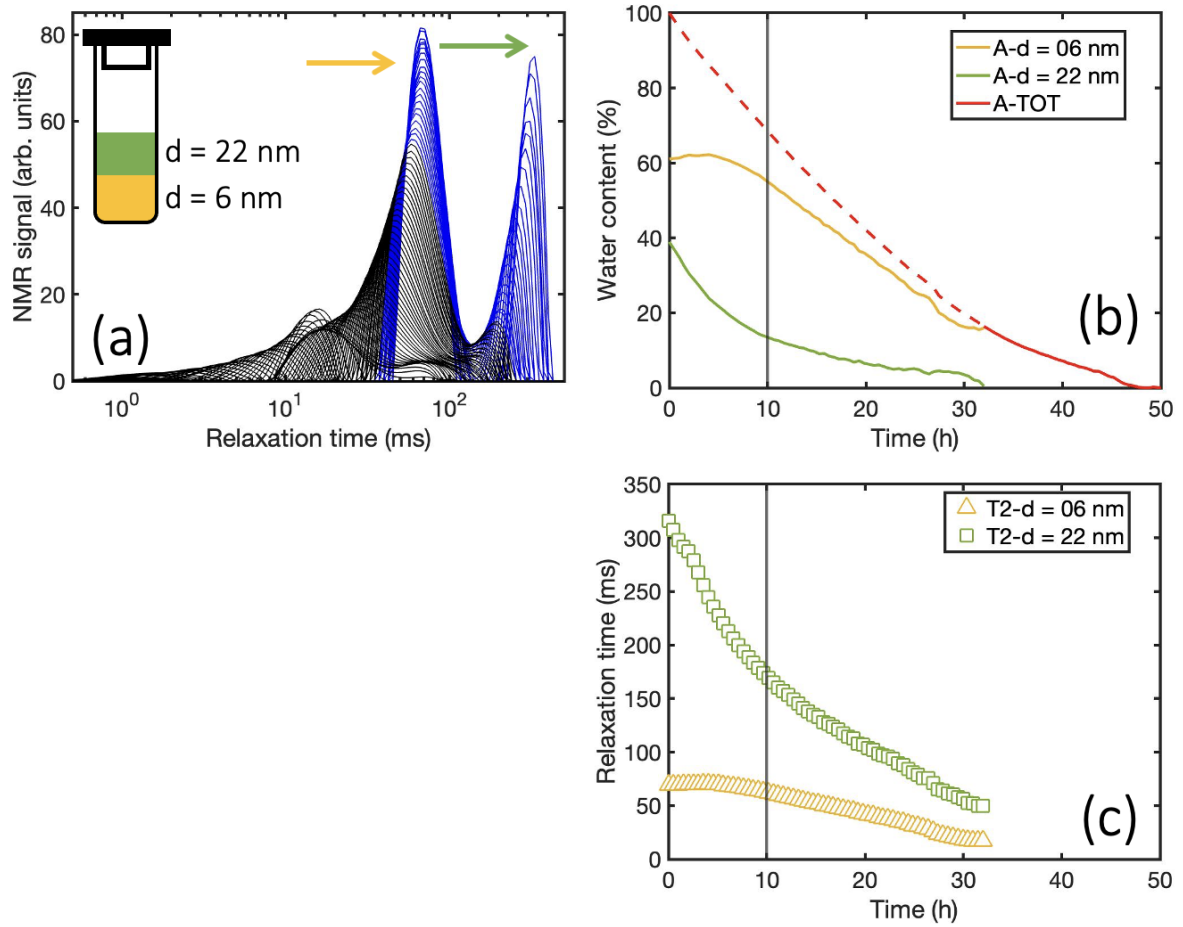 80
60
40
20
0
NMR signal (arb. units)
d = 22 nm
d = 6 nm
(a)
10⁰ 10¹ 10²
Relaxation time (ms)
100
80
60
40
20
0
Water content (%)
A-d = 06 nm
A-d = 22 nm
A-TOT
(b)
0 10 20 30 40 50
Time (h)
350
300
250
200
150
100
50
0
Relaxation time (ms)
T2-d = 06 nm
T2-d = 22 nm
(c)
0 10 20 30 40 50
Time (h)